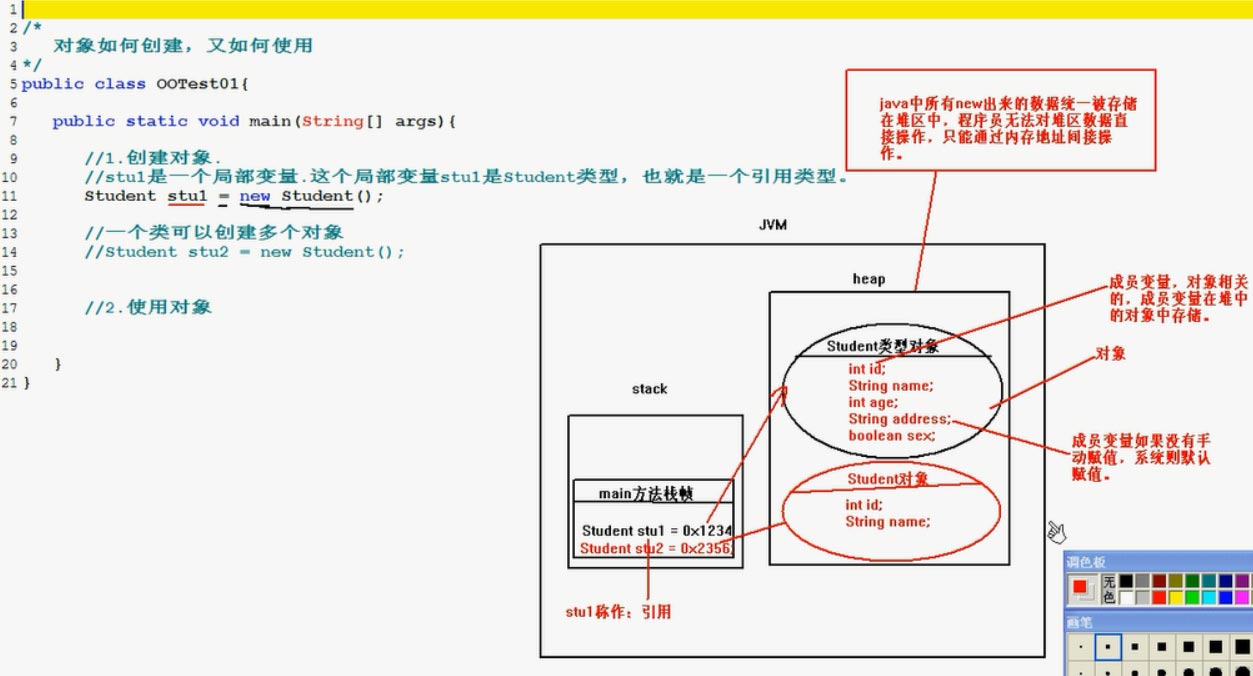 1
2 /*
3 对象如何创建，又如何使用
4 */
5 public class OOTest01{
6
7 public static void main(String[] args){
8
9 //1.创建对象.
10 //stu1是一个局部变量.这个局部变量stu1是Student类型，也就是一个引用类型。
11 Student stu1 = new Student();
12
13 //一个类可以创建多个对象
14 //Student stu2 = new Student();
15
16
17 //2.使用对象
18
19
20 }
21 }
java中所有new出来的数据统一被存储
在堆区中，程序员无法对堆区数据直
接操作，只能通过内存地址间接操
作。
JVM
heap
Student类型对象
int id;
String name;
int age;
String address;
boolean sex;
Student对象
int id;
String name;
stack
main方法栈帧
Student stu1 = 0x1234
Student stu2 = 0x2356;
stu1称作：引用
成员变量，对象相关
的，成员变量在堆中
的对象中存储。
对象
成员变量如果没有手
动赋值，系统则默认
赋值。
调色板
无
色
画笔